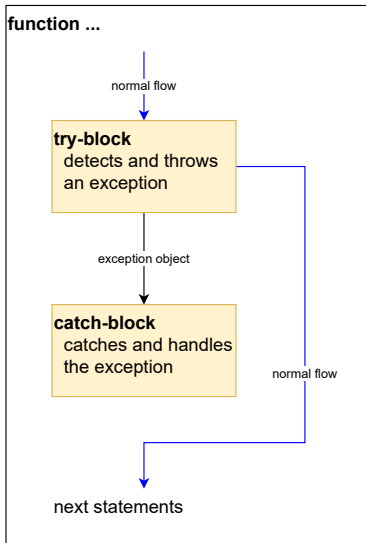 function ...
normal flow
try-block
detects and throws
an exception
exception object
catch-block
catches and handles
the exception
normal flow
next statements